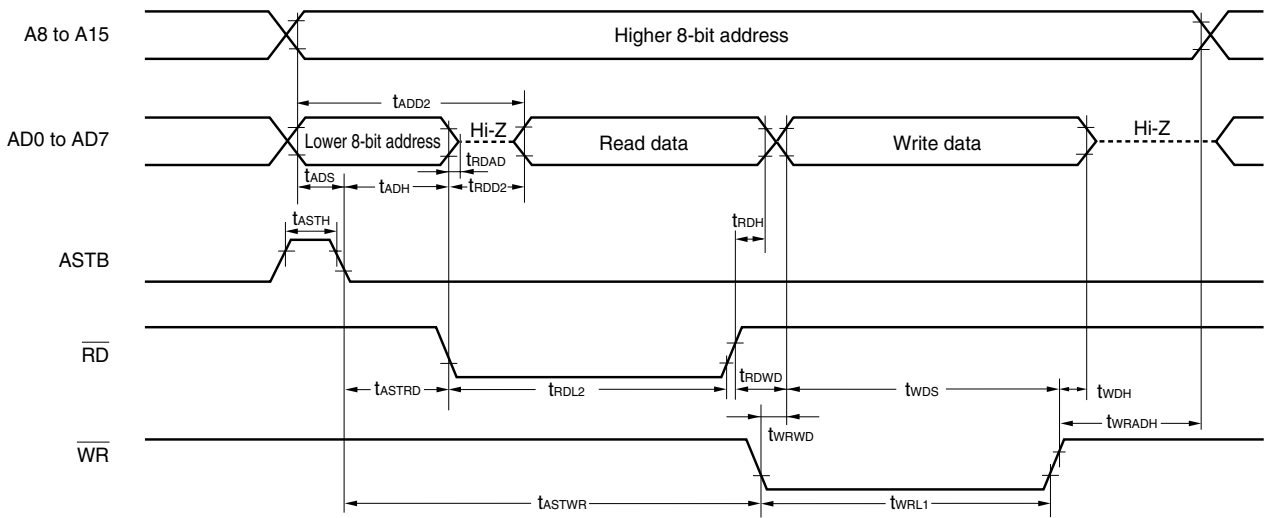 A8 to A15
Higher 8-bit address
tADD2
AD0 to AD7
Lower 8-bit address
Hi-Z
Read data
Write data
Hi-Z
tRDAD
tADS
tADH
tRDD2
tASTH
tRDH
ASTB
RD
tASTRD
tRDL2
tRDWD
tWDS
tWDH
tWRWD
tWRADH
WR
tASTWR
tWRL1